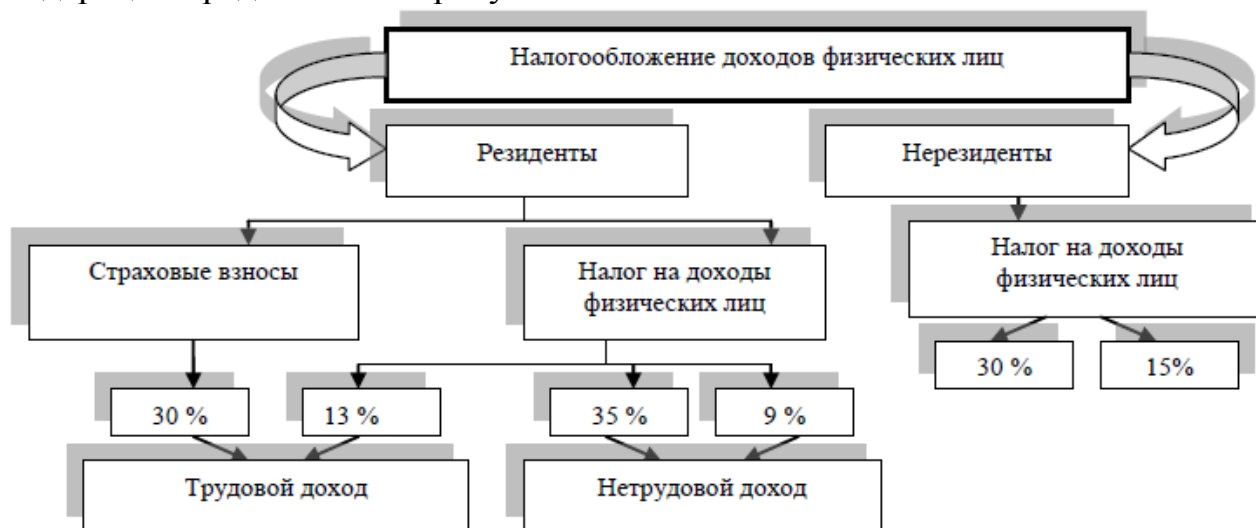 Налогообложение доходов физических лиц
Резиденты
Нерезиденты
Страховые взносы
Налог на доходы
физических лиц
Налог на доходы
физических лиц
30 %
15%
30 %
13 %
35 %
9 %
Трудовой доход
Нетрудовой доход